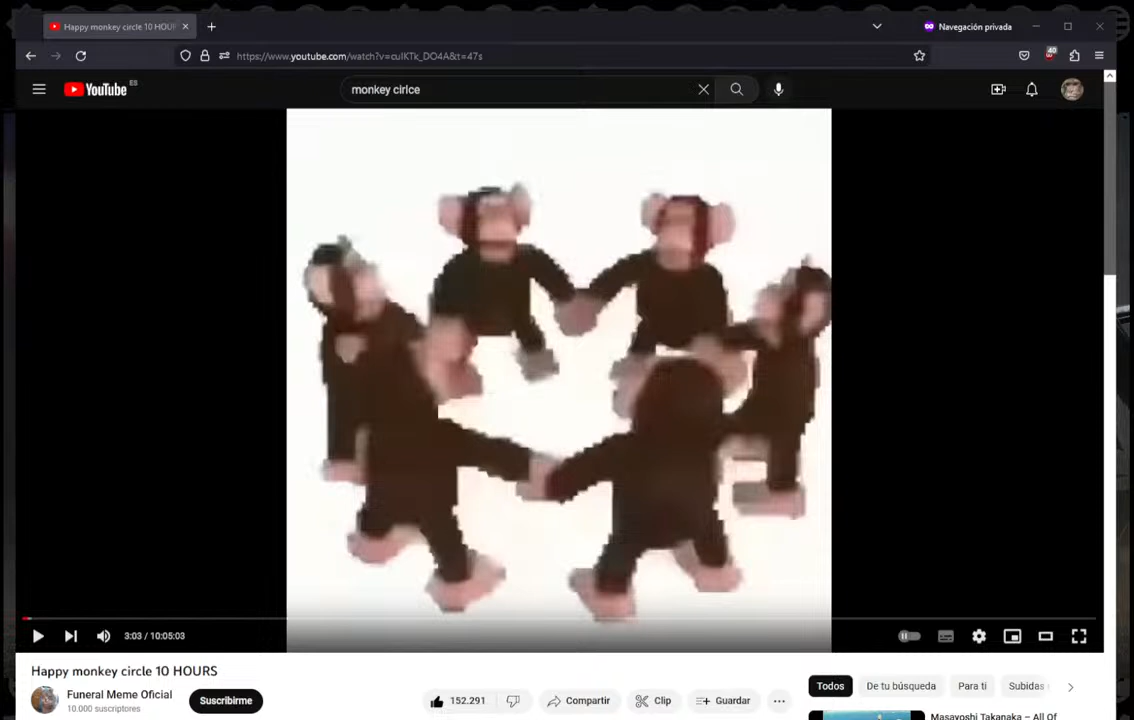 Happy monkey circle 10 HOUR
Navegación privada
https://www.youtube.com/watch?v=cuIKTk_DO4A&t=47s
40
YouTube ES
monkey cirlce
3:03 / 10:05:03
Happy monkey circle 10 HOURS
Funeral Meme Oficial
10.000 suscriptores
Suscribirme
152.291
Compartir
Clip
Guardar
Todos
De tu búsqueda
Para ti
Subidas
Masayoshi Takanaka – All Of